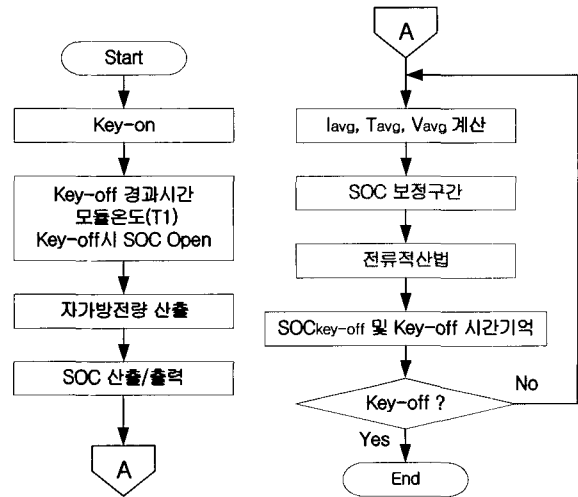 Start
Key-on
Key-off 경과시간
모듈온도(T1)
Key-off시 SOC Open
자가방전량 산출
SOC 산출/출력
A
A
Iavg, Tavg, Vavg 계산
SOC 보정구간
전류적산법
SOCkey-off 및 Key-off 시간기억
Key-off ?
No
Yes
End